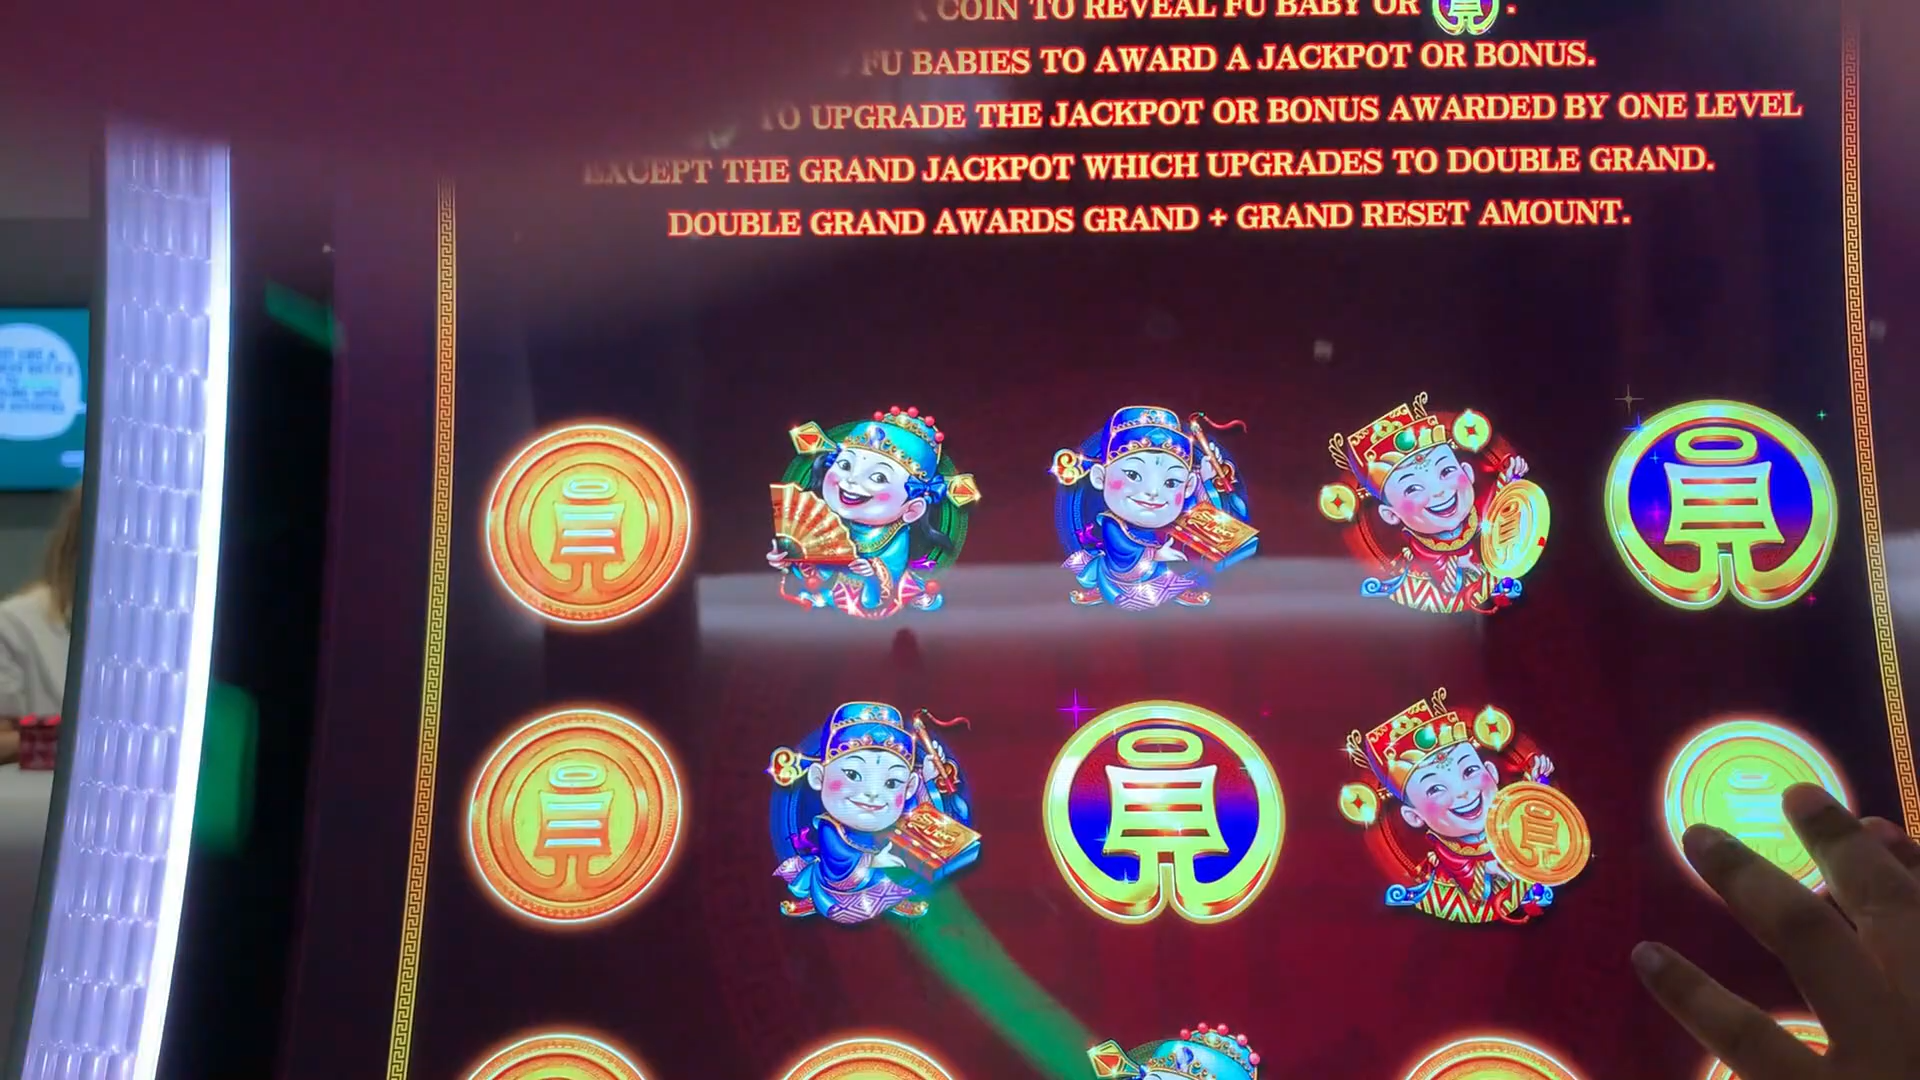 COIN TO REVEAL FU BABY OR .
FU BABIES TO AWARD A JACKPOT OR BONUS.
TO UPGRADE THE JACKPOT OR BONUS AWARDED BY ONE LEVEL
EXCEPT THE GRAND JACKPOT WHICH UPGRADES TO DOUBLE GRAND.
DOUBLE GRAND AWARDS GRAND + GRAND RESET AMOUNT.